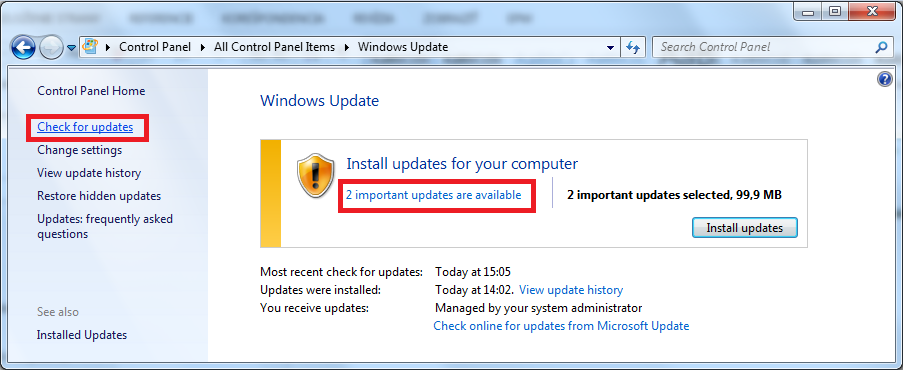 Control Panel
All Control Panel Items
Windows Update
Search Control Panel
Control Panel Home
Check for updates
Change settings
View update history
Restore hidden updates
Updates: frequently asked
questions
See also
Installed Updates
Windows Update
Install updates for your computer
2 important updates are available
2 important updates selected, 99,9 MB
Install updates
Most recent check for updates: Today at 15:05
Updates were installed: Today at 14:02. View update history
You receive updates: Managed by your system administrator
Check online for updates from Microsoft Update